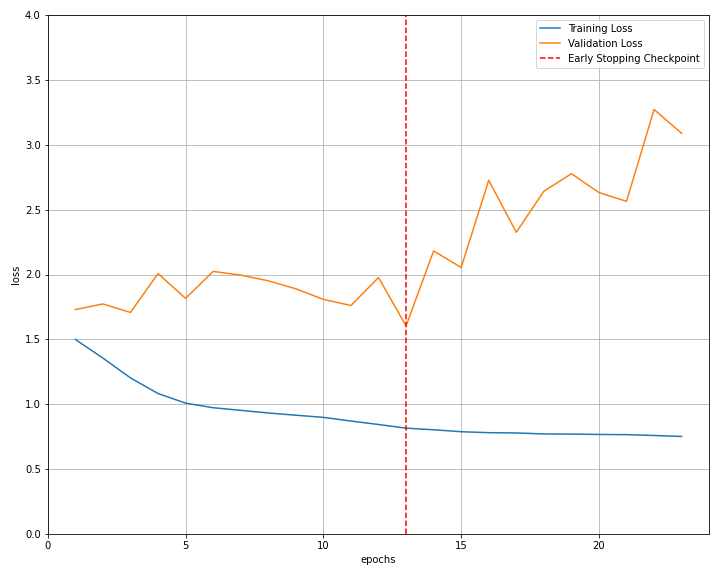 4.0
3.5
3.0
2.5
2.0
1.5
1.0
0.5
0.0
loss
Training Loss
Validation Loss
Early Stopping Checkpoint
0 5 10 15 20
epochs